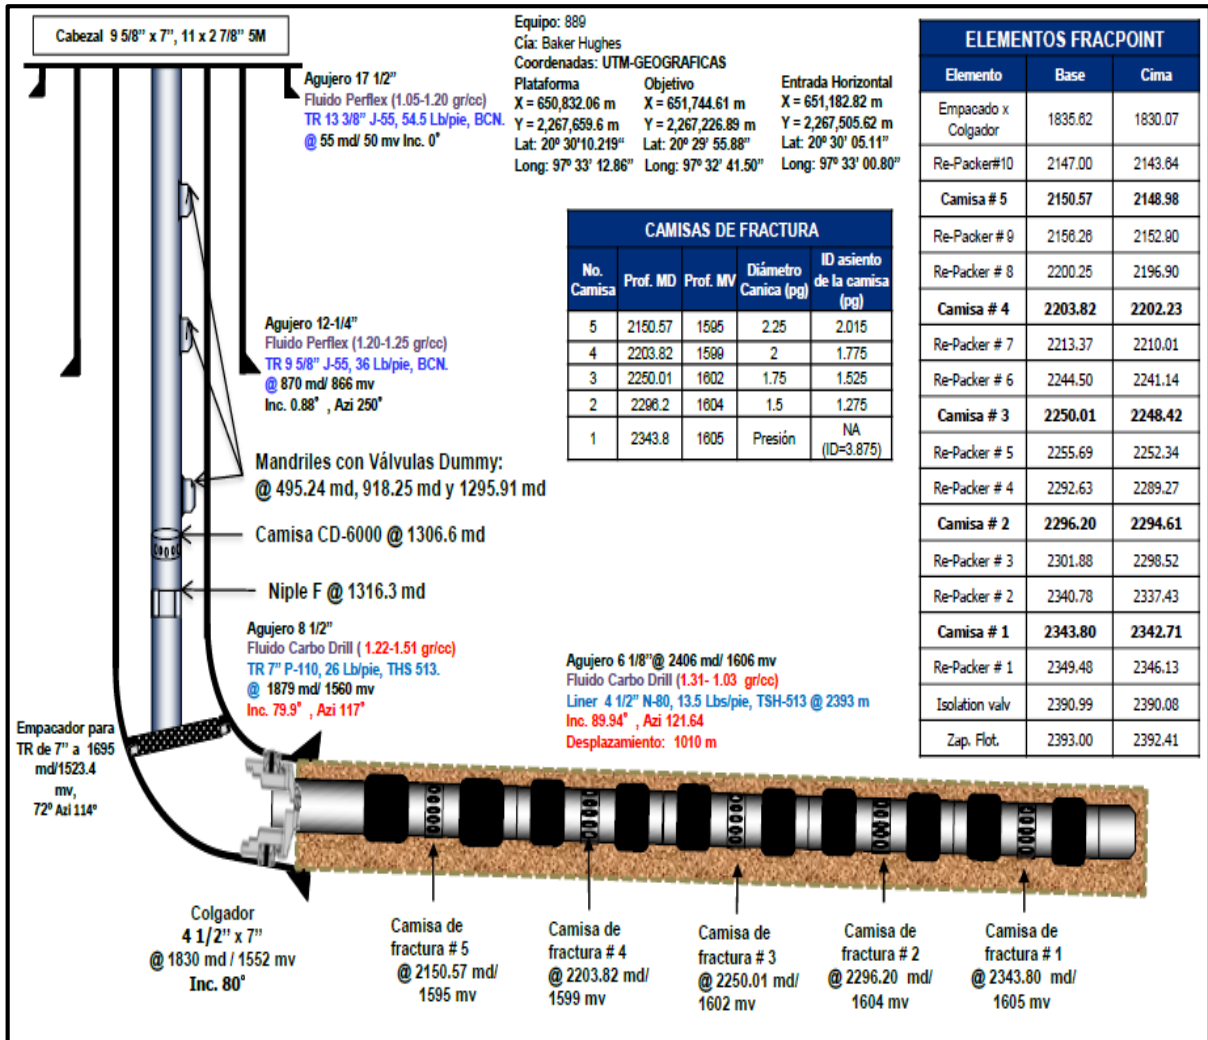 Cabezal 9 5/8” x 7”, 11 x 2 7/8” 5M
Equipo: 889
Cía: Baker Hughes
Coordenadas: UTM-GEOGRAFICAS
Plataforma Objetivo Entrada Horizontal
X = 650,832.06 m X = 651,744.61 m X = 651,182.82 m
Y = 2,267,659.6 m Y = 2,267,226.89 m Y = 2,267,505.62 m
Lat: 20º 30’10.219“ Lat: 20º 29’ 55.88” Lat: 20º 30’ 05.11”
Long: 97º 33’ 12.86” Long: 97º 32’ 41.50” Long: 97º 33’ 00.80”
Agujero 17 1/2”
Fluido Perflex (1.05-1.20 gr/cc)
TR 13 3/8” J-55, 54.5 Lb/pie, BCN.
@ 55 md/ 50 mv Inc. 0°
Agujero 12-1/4”
Fluido Perflex (1.20-1.25 gr/cc)
TR 9 5/8” J-55, 36 Lb/pie, BCN.
@ 870 md/ 866 mv
Inc. 0.88° , Azi 250°
Mandriles con Válvulas Dummy:
@ 495.24 md, 918.25 md y 1295.91 md
Camisa CD-6000 @ 1306.6 md
Niple F @ 1316.3 md
Agujero 8 1/2”
Fluido Carbo Drill ( 1.22-1.51 gr/cc)
TR 7” P-110, 26 Lb/pie, THS 513.
@ 1879 md/ 1560 mv
Inc. 79.9° , Azi 117°
Empacador para
TR de 7” a 1695
md/1523.4
mv,
72º Azi 114º
Agujero 6 1/8”@ 2406 md/ 1606 mv
Fluido Carbo Drill (1.31- 1.03 gr/cc)
Liner 4 1/2” N-80, 13.5 Lbs/pie, TSH-513 @ 2393 m
Inc. 89.94° , Azi 121.64
Desplazamiento: 1010 m
CAMISAS DE FRACTURA
No. Camisa Prof. MD Prof. MV Diámetro Canica (pg) ID asiento de la camisa (pg)
5 2150.57 1595 2.25 2.015
4 2203.82 1599 2 1.775
3 2250.01 1602 1.75 1.525
2 2296.2 1604 1.5 1.275
1 2343.8 1605 Presión NA (ID=3.875)
ELEMENTOS FRACPOINT
Elemento Base Cima
Empacado x Colgador 1835.62 1830.07
Re-Packer#10 2147.00 2143.64
Camisa # 5 2150.57 2148.98
Re-Packer # 9 2156.26 2152.90
Re-Packer # 8 2200.25 2196.90
Camisa # 4 2203.82 2202.23
Re-Packer # 7 2213.37 2210.01
Re-Packer # 6 2244.50 2241.14
Camisa # 3 2250.01 2248.42
Re-Packer # 5 2255.69 2252.34
Re-Packer # 4 2292.63 2289.27
Camisa # 2 2296.20 2294.61
Re-Packer # 3 2301.88 2298.52
Re-Packer # 2 2340.78 2337.43
Camisa # 1 2343.80 2342.71
Re-Packer # 1 2349.48 2346.13
Isolation valv 2390.99 2390.08
Zap. Flot. 2393.00 2392.41
Colgador
4 1/2” x 7”
@ 1830 md / 1552 mv
Inc. 80°
Camisa de
fractura # 5
@ 2150.57 md/
1595 mv
Camisa de
fractura # 4
@ 2203.82 md/
1599 mv
Camisa de
fractura # 3
@ 2250.01 md/
1602 mv
Camisa de
fractura # 2
@ 2296.20 md/
1604 mv
Camisa de
fractura # 1
@ 2343.80 md/
1605 mv